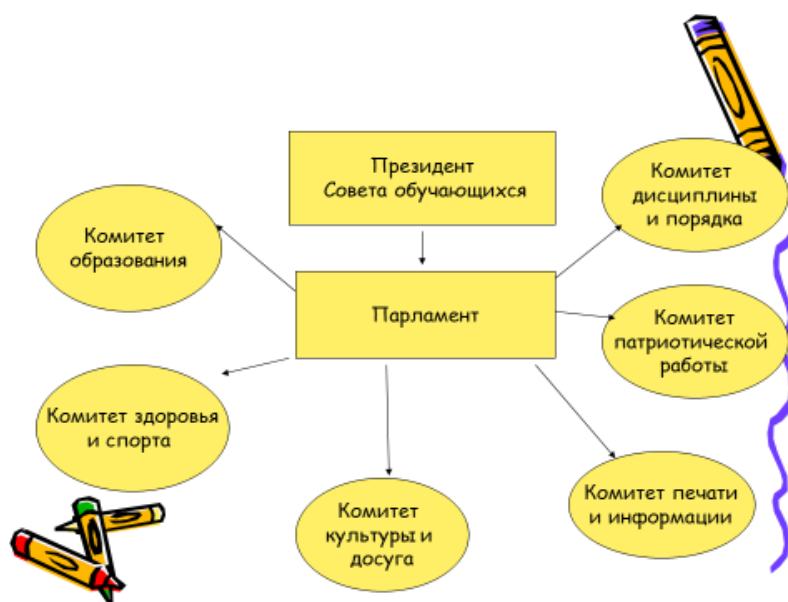 Президент
Совета обучающихся
Комитет
дисциплины
и порядка
Комитет
образования
Парламент
Комитет
патриотической
работы
Комитет здоровья
и спорта
Комитет
культуры и
досуга
Комитет печати
и информации